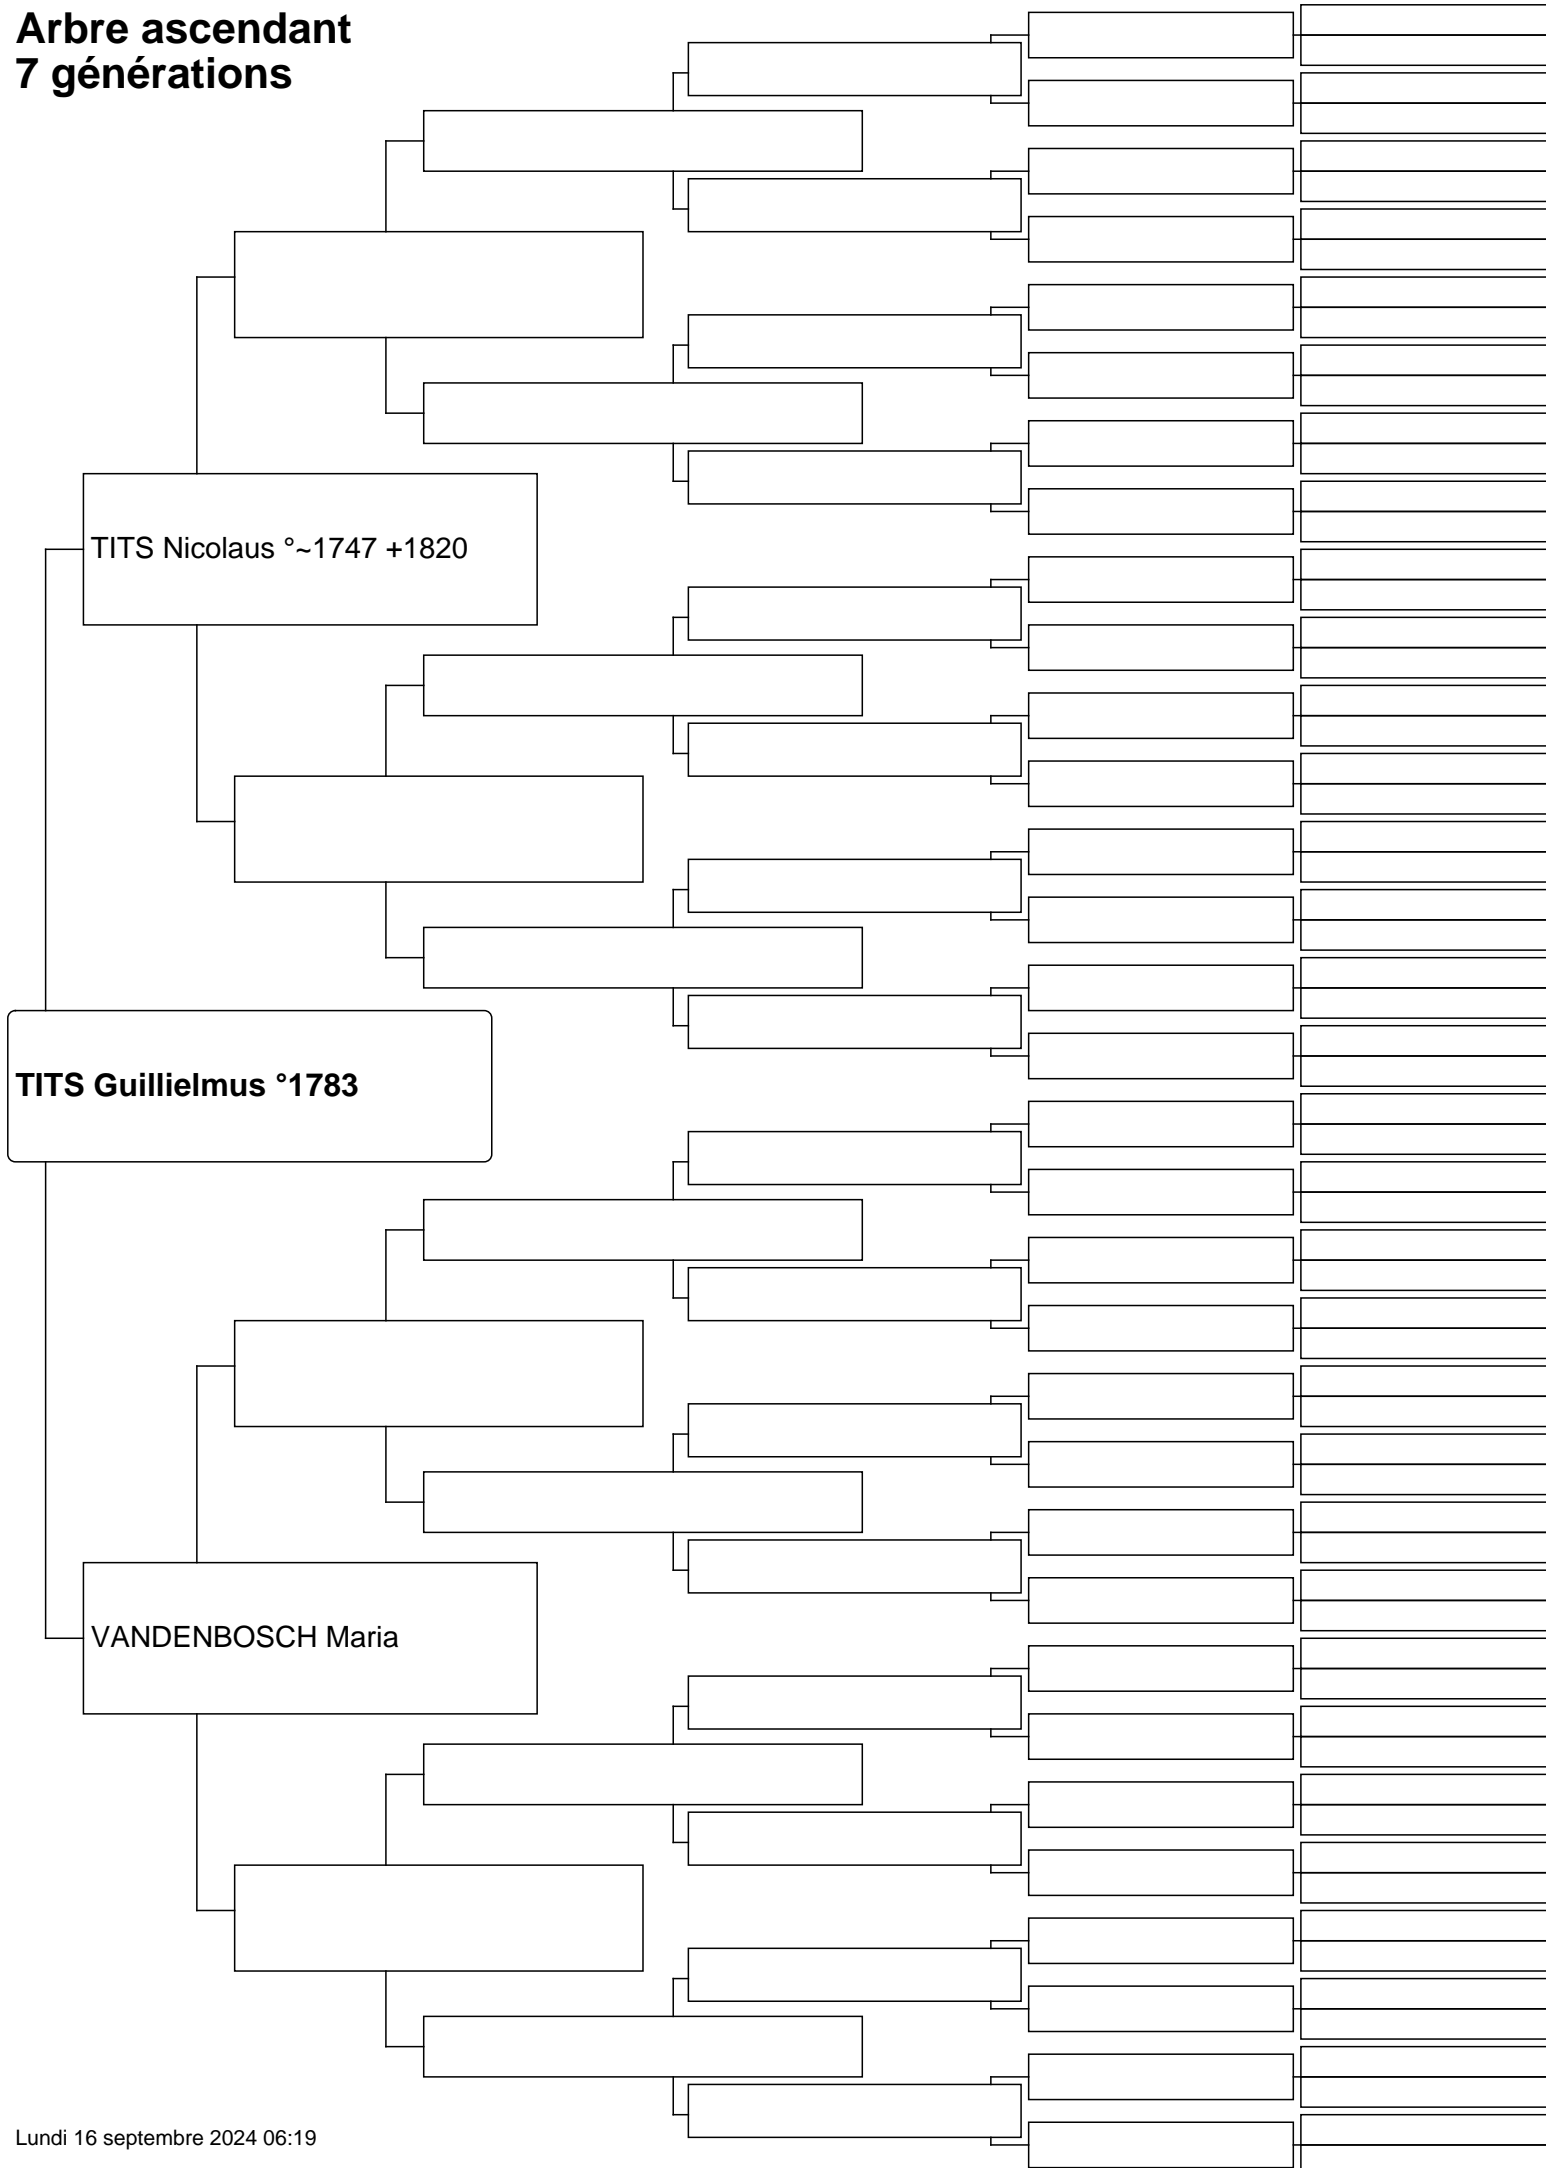 Arbre ascendant
7 générations
TITS Nicolaus °~1747 +1820
TITS Guillielmus °1783
VANDENBOSCH Maria
Lundi 16 septembre 2024 06:19